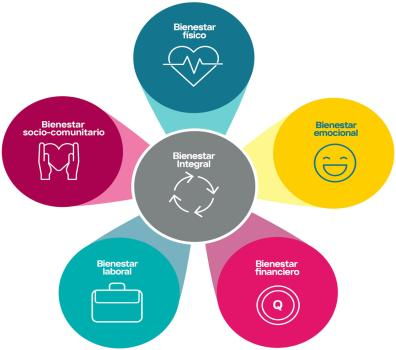 Bienestar
físico
Bienestar
socio-comunitario
Bienestar
emocional
Bienestar
Integral
Bienestar
laboral
Bienestar
financiero
Q